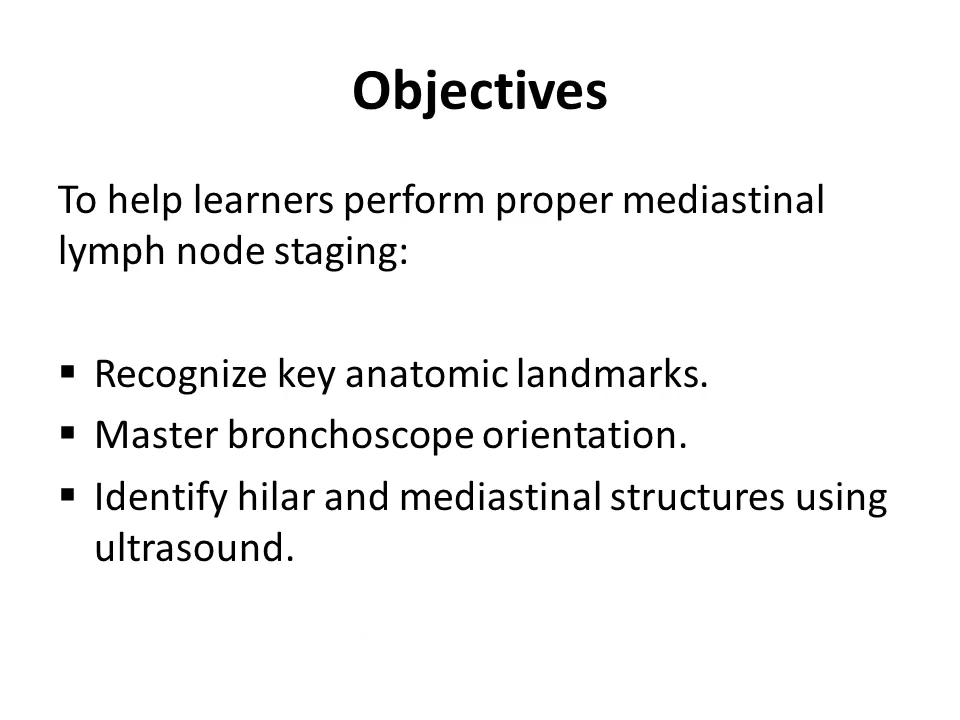 Objectives
To help learners perform proper mediastinal
lymph node staging:
▪ Recognize key anatomic landmarks.
▪ Master bronchoscope orientation.
▪ Identify hilar and mediastinal structures using
ultrasound.